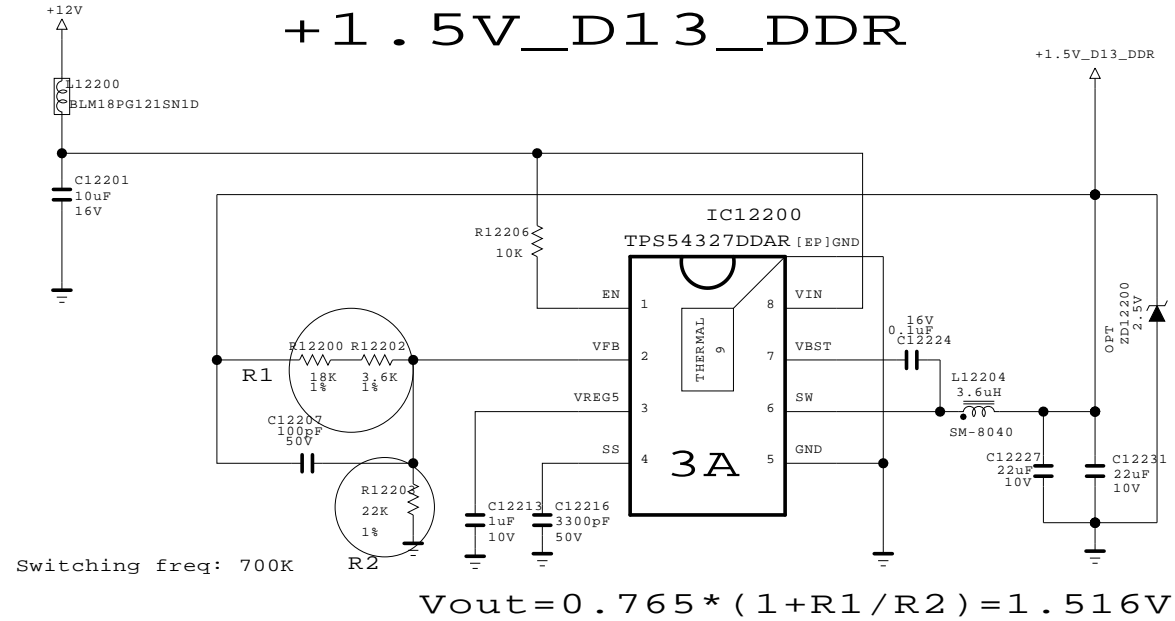 +12V
+1.5V_D13_DDR
+1.5V_D13_DDR
L12200
BLM18PG121SN1D
C12201
10uF
16V
R12206
10K
IC12200
TPS54327DDAR
[EP]GND
EN
1
8
VIN
VFB
2
7
VBST
VREG5
3
6
SW
SS
4
5
GND
THERMAL
9
3A
16V
0.1uF
C12224
L12204
3.6uH
SM-8040
OPT
ZD12200
2.5V
R1
R12200
R12202
18K
3.6K
1%
1%
C12207
100pF
50V
R12203
22K
1%
R2
C12213
1uF
10V
C12216
3300pF
50V
C12227
22uF
10V
C12231
22uF
10V
Switching freq: 700K
Vout=0.765*(1+R1/R2)=1.516V